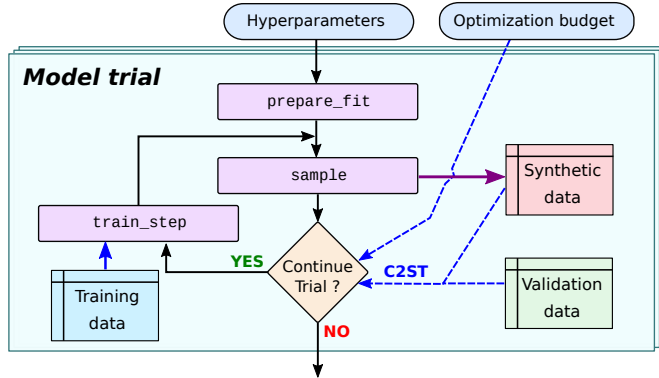 Hyperparameters
Optimization budget
Model trial
prepare_fit
sample
Synthetic
data
train_step
YES
Continue
Trial ?
C2ST
Training
data
Validation
data
NO